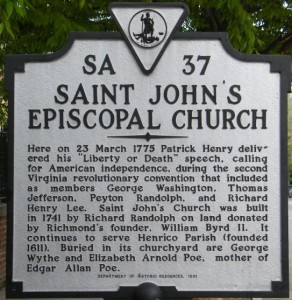 SA 37
SAINT JOHN'S
EPISCOPAL CHURCH
Here on 23 March 1775 Patrick Henry deliv-
ered his "Liberty or Death" speech, calling
for American independence, during the second
Virginia revolutionary convention that included
as members George Washington, Thomas
Jefferson, Peyton Randolph, and Richard
Henry Lee. Saint John's Church was built
in 1741 by Richard Randolph on land donated
by Richmond's founder, William Byrd II. It
continues to serve Henrico Parish (founded
1611). Buried in its churchyard are George
Wythe and Elizabeth Arnold Poe, mother of
Edgar Allan Poe.
DEPARTMENT OF HISTORIC RESOURCES,